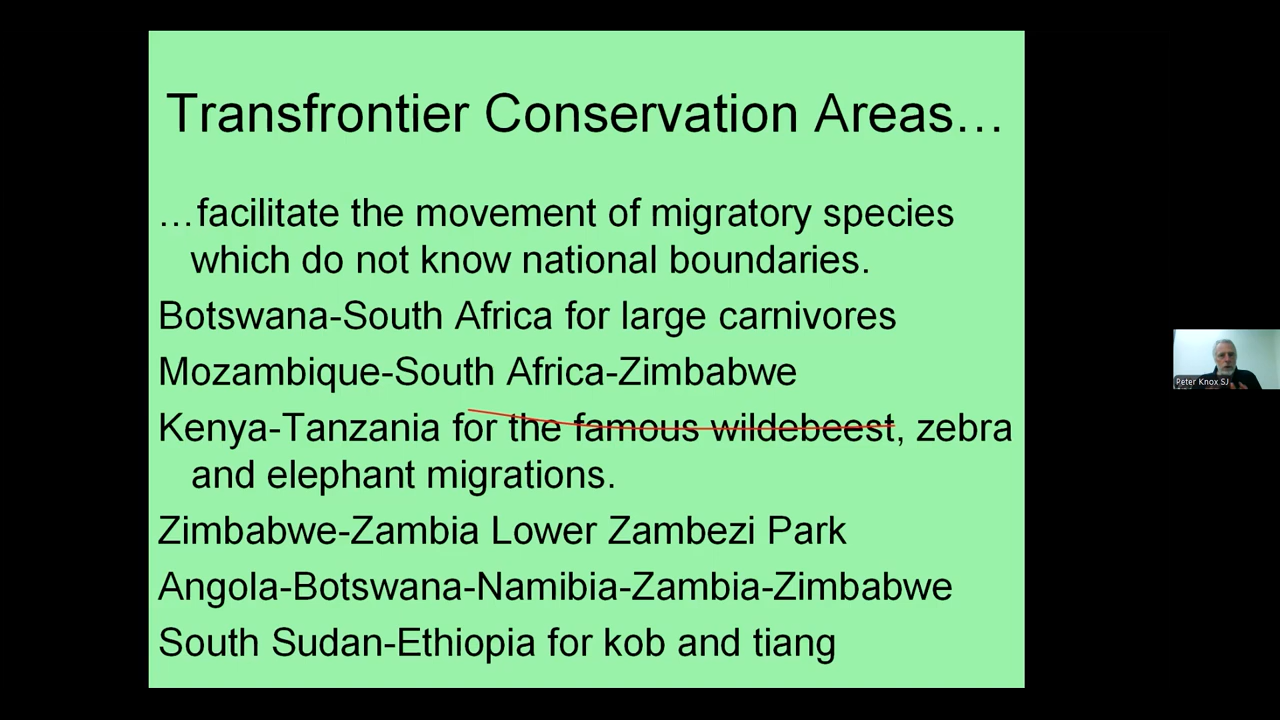 Transfrontier Conservation Areas…
…facilitate the movement of migratory species
which do not know national boundaries.
Botswana-South Africa for large carnivores
Mozambique-South Africa-Zimbabwe
Kenya-Tanzania for the famous wildebeest, zebra
and elephant migrations.
Zimbabwe-Zambia Lower Zambezi Park
Angola-Botswana-Namibia-Zambia-Zimbabwe
South Sudan-Ethiopia for kob and tiang
Peter Knox SJ